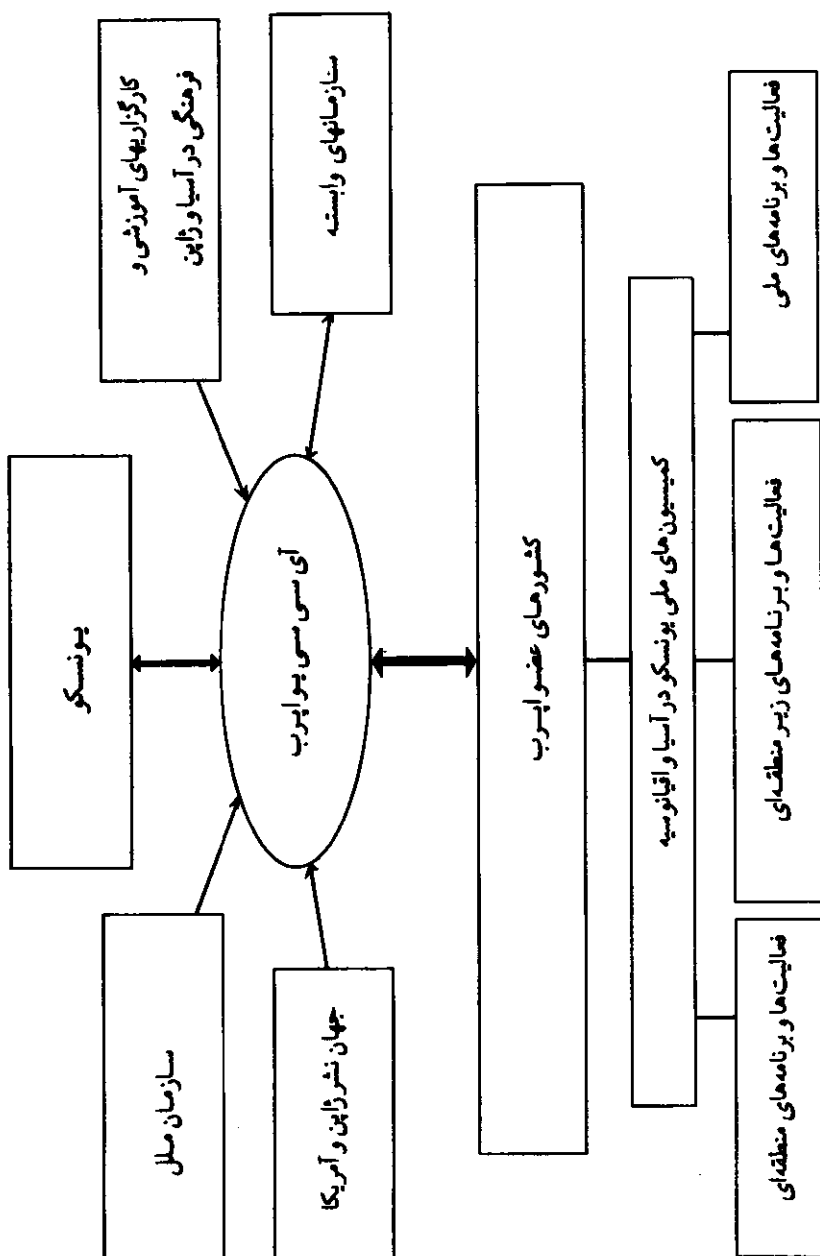 یونسکو
کارگزاریهای آموزشی و
فرهنگی در آسیا و ژاپن
سازمان ملل
سازمانهای وابسته
آی سی سی یو اپرب
جهان نشر ژاپن و آمریکا
کشورهای عضو اپرب
کمیسیون‌های ملی یونسکو در آسیا و اقیانوسیه
فعالیت‌ها و برنامه‌های ملی
فعالیت‌ها و برنامه‌های زیر منطقه‌ای
فعالیت‌ها و برنامه‌های منطقه‌ای